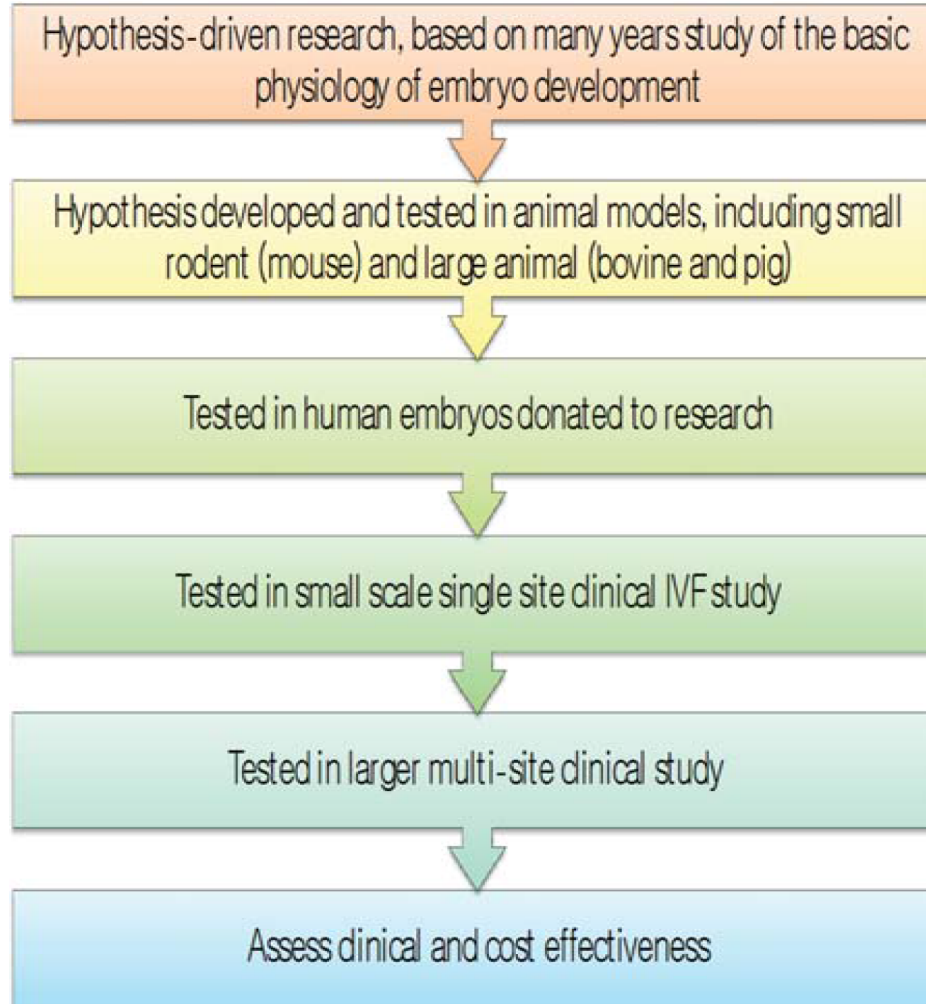 Hypothesis-driven research, based on many years study of the basic
physiology of embryo development
Hypothesis developed and tested in animal models, including small
rodent (mouse) and large animal (bovine and pig)
Tested in human embryos donated to research
Tested in small scale single site clinical IVF study
Tested in larger multi-site clinical study
Assess clinical and cost effectiveness